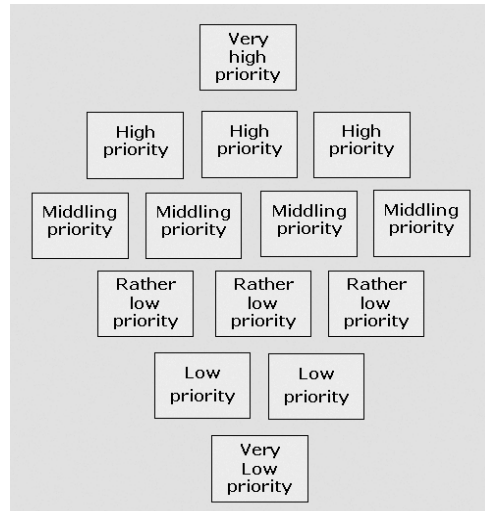 Very
high
priority
High High High
priority priority priority
Middling Middling Middling Middling
priority priority priority priority
Rather Rather Rather
low low low
priority priority priority
Low Low
priority priority
Very
Low
priority